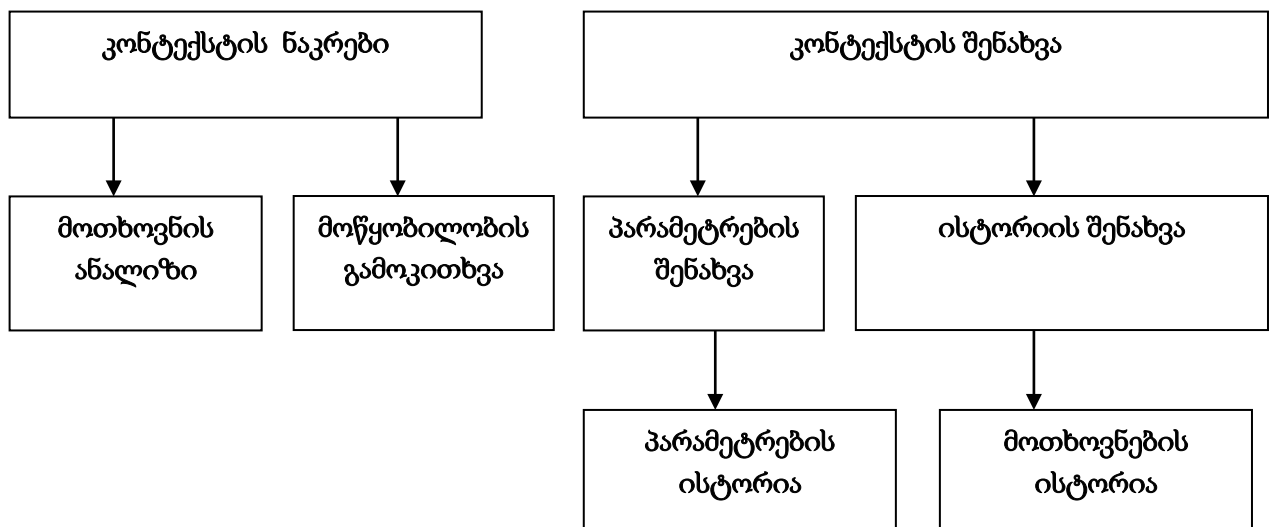 კონტექსტის ნაკრები
კონტექსტის შენახვა
მოთხოვნის
ანალიზი
მოწყობილობის
გამოკითხვა
პარამეტრების
შენახვა
ისტორიის შენახვა
პარამეტრების
ისტორია
მოთხოვნების
ისტორია